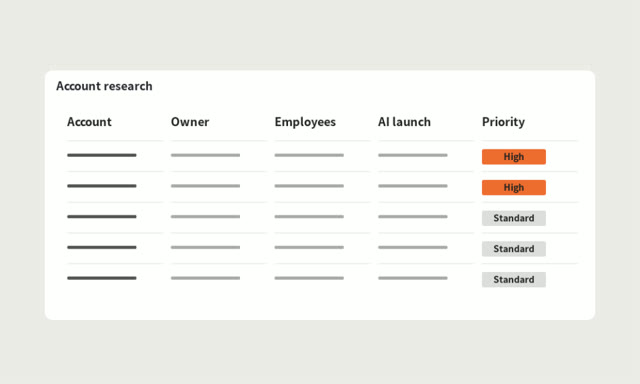 Account research
Account Owner Employees AI launch Priority
High
High
Standard
Standard
Standard